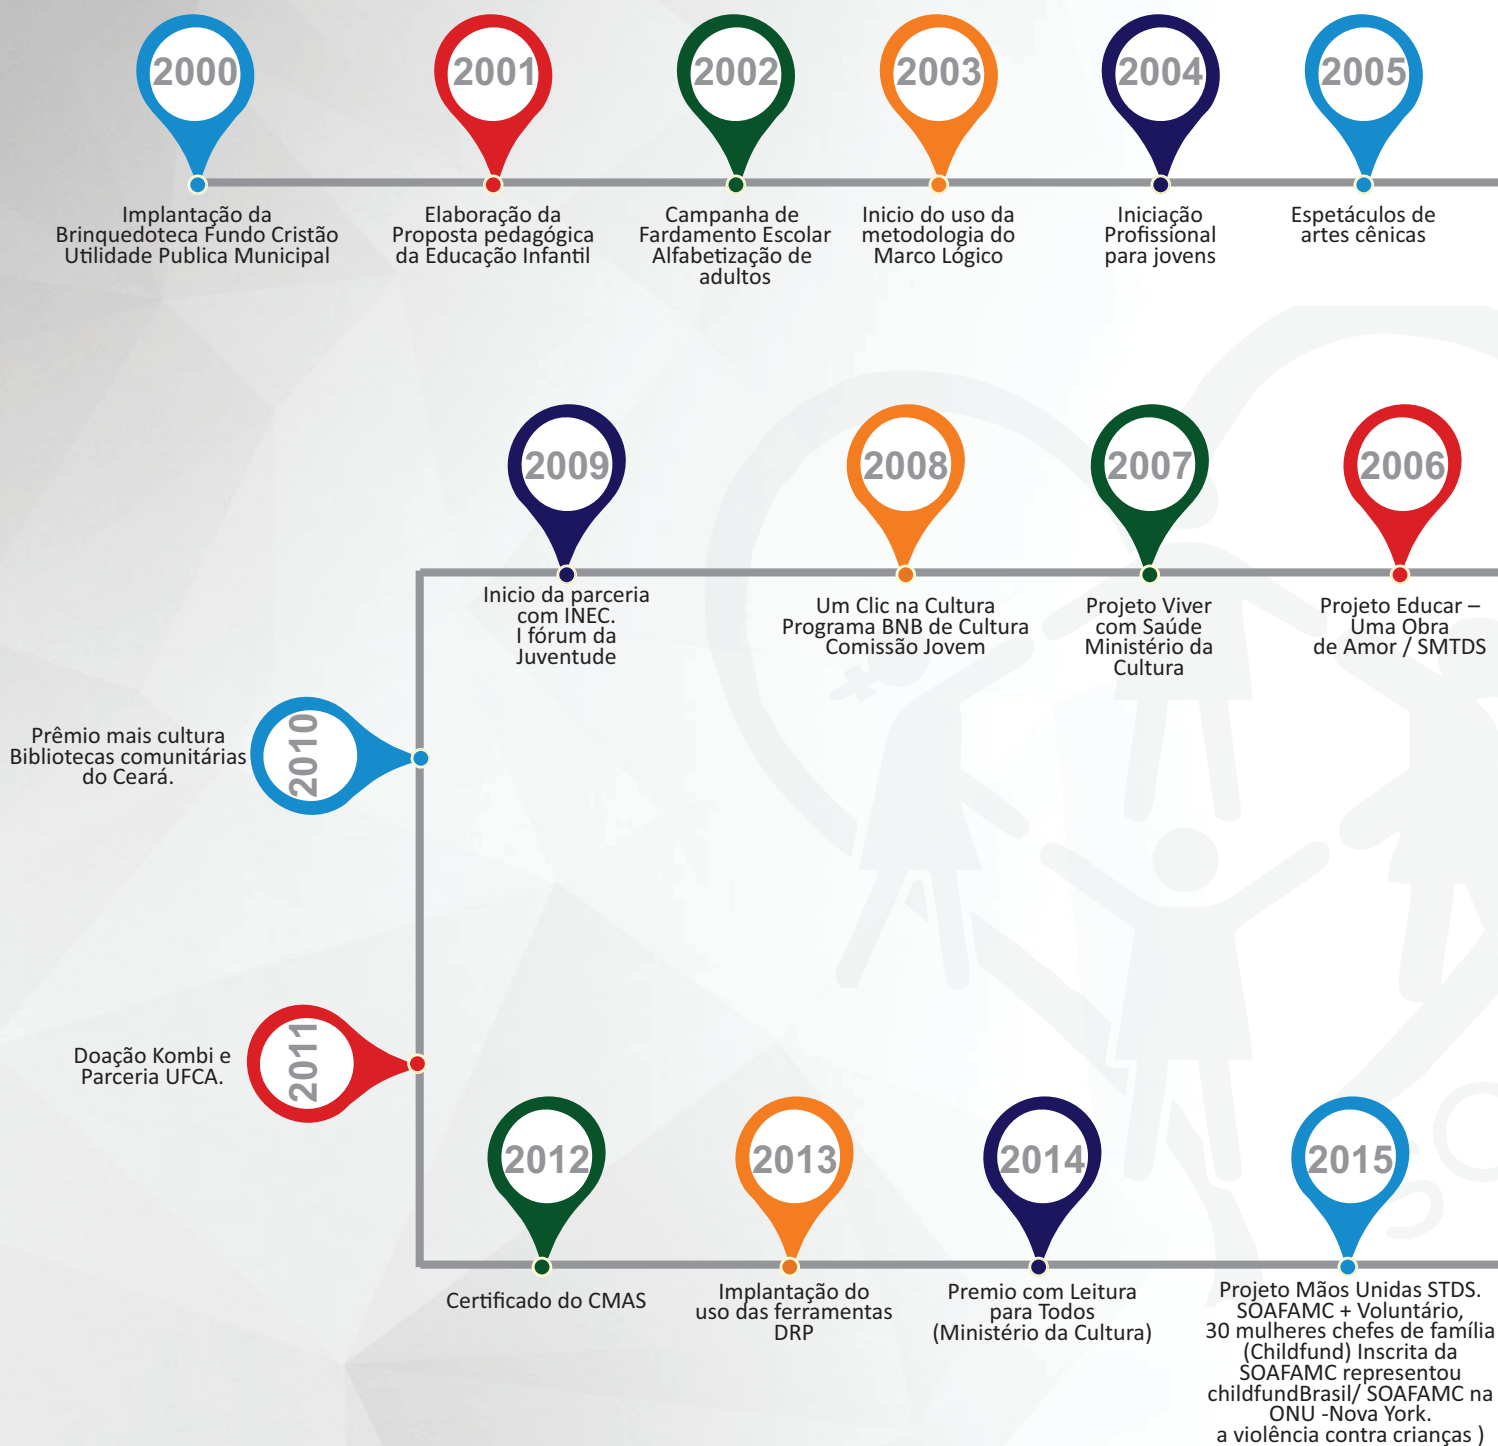 2000
Implantação da
Brinquedoteca Fundo Cristão
Utilidade Publica Municipal
2001
Elaboração da
Proposta pedagógica
da Educação Infantil
2002
Campanha de
Fardamento Escolar
Alfabetização de
adultos
2003
Inicio do uso da
metodologia do
Marco Lógico
2004
Iniciação
Profissional
para jovens
2005
Espetáculos de
artes cênicas
2006
Projeto Educar –
Uma Obra
de Amor / SMTDS
2007
Projeto Viver
com Saúde
Ministério da
Cultura
2008
Um Clic na Cultura
Programa BNB de Cultura
Comissão Jovem
2009
Inicio da parceria
com INEC.
I fórum da
Juventude
2010
Prêmio mais cultura
Bibliotecas comunitárias
do Ceará.
2011
Doação Kombi e
Parceria UFCA.
2012
Certificado do CMAS
2013
Implantação do
uso das ferramentas
DRP
2014
Premio com Leitura
para Todos
(Ministério da Cultura)
2015
Projeto Mãos Unidas STDS.
SOAFAMC + Voluntário,
30 mulheres chefes de família
(Childfund) Inscrita da
SOAFAMC representou
childfundBrasil/ SOAFAMC na
ONU -Nova York.
a violência contra crianças )